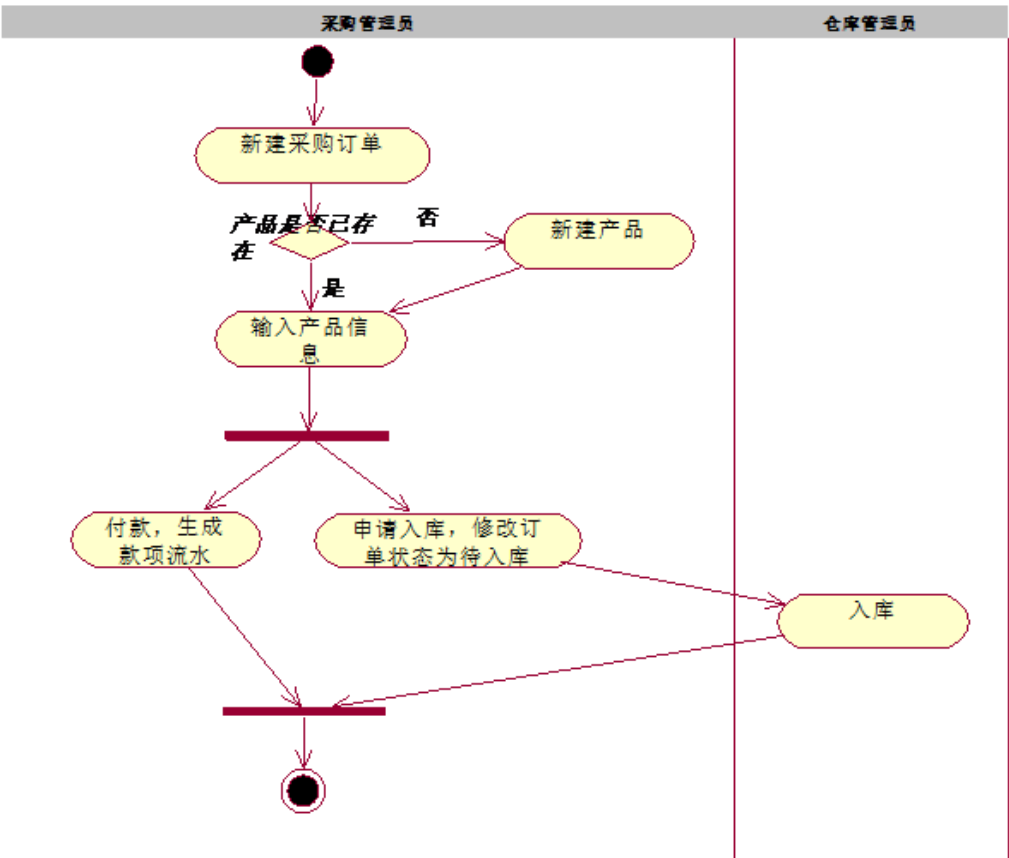 采购管理员
仓库管理员
新建采购订单
产品是否已存
在
否
新建产品
是
输入产品信
息
付款，生成
款项流水
申请入库，修改订
单状态为待入库
入库